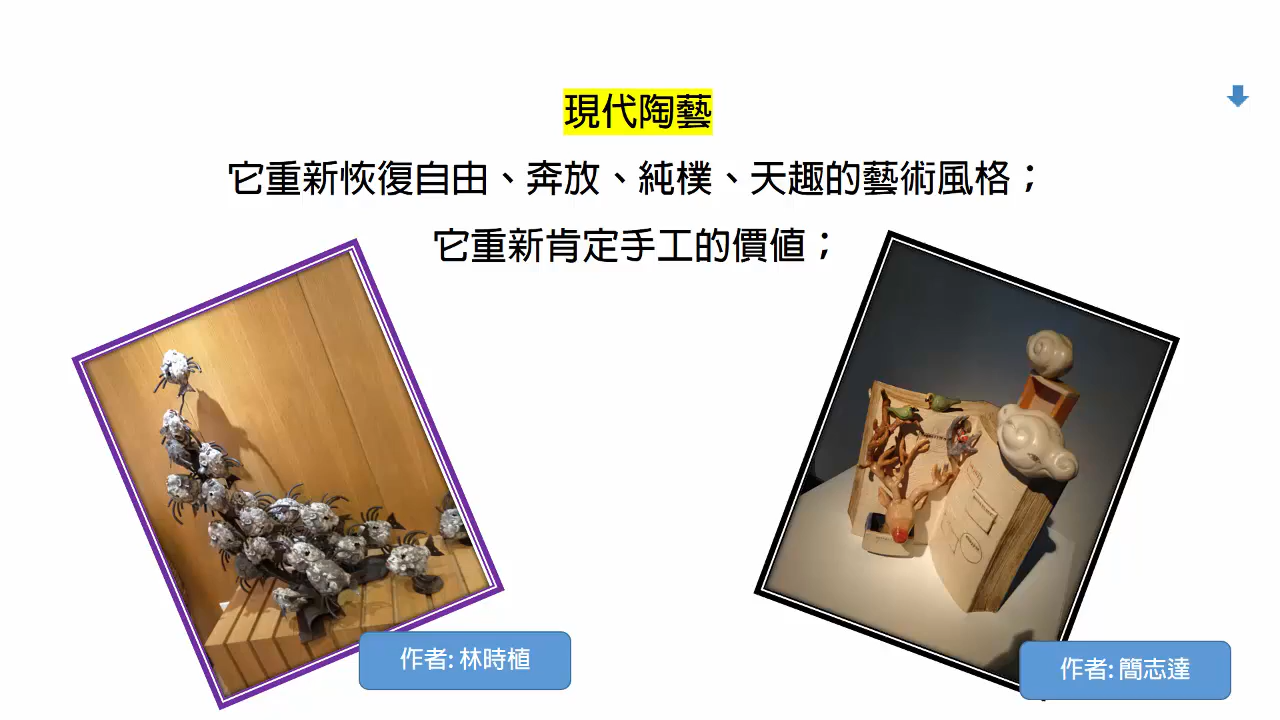 現代陶藝
它重新恢復自由、奔放、純樸、天趣的藝術風格；
它重新肯定手工的價值；
作者: 林時植
作者: 簡志達